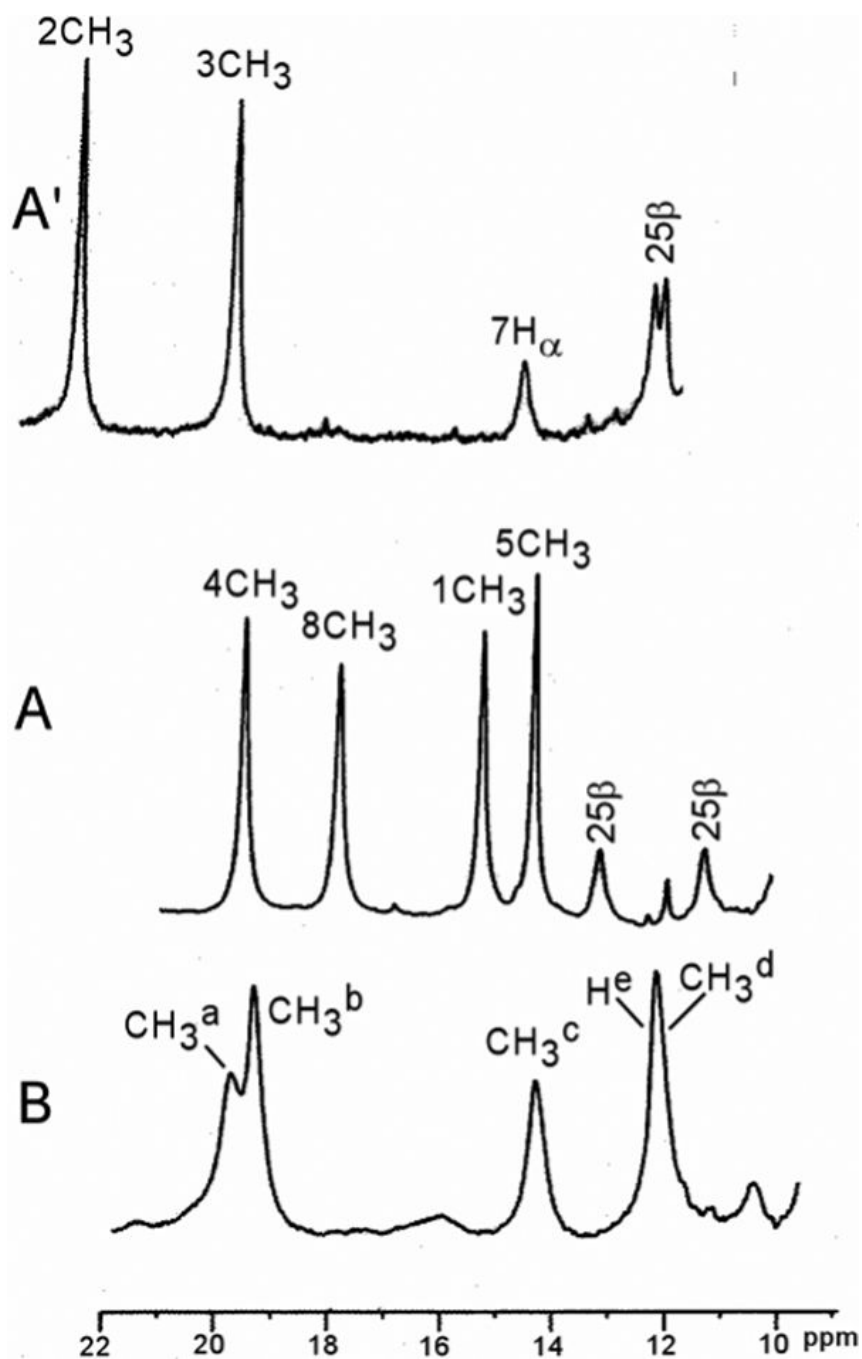 2CH3
3CH3
A'
25β
7Hα
5CH3
4CH3
1CH3
8CH3
A
25β
25β
CH3a
CH3b
He
CH3d
CH3c
B
22 20 18 16 14 12 10 ppm